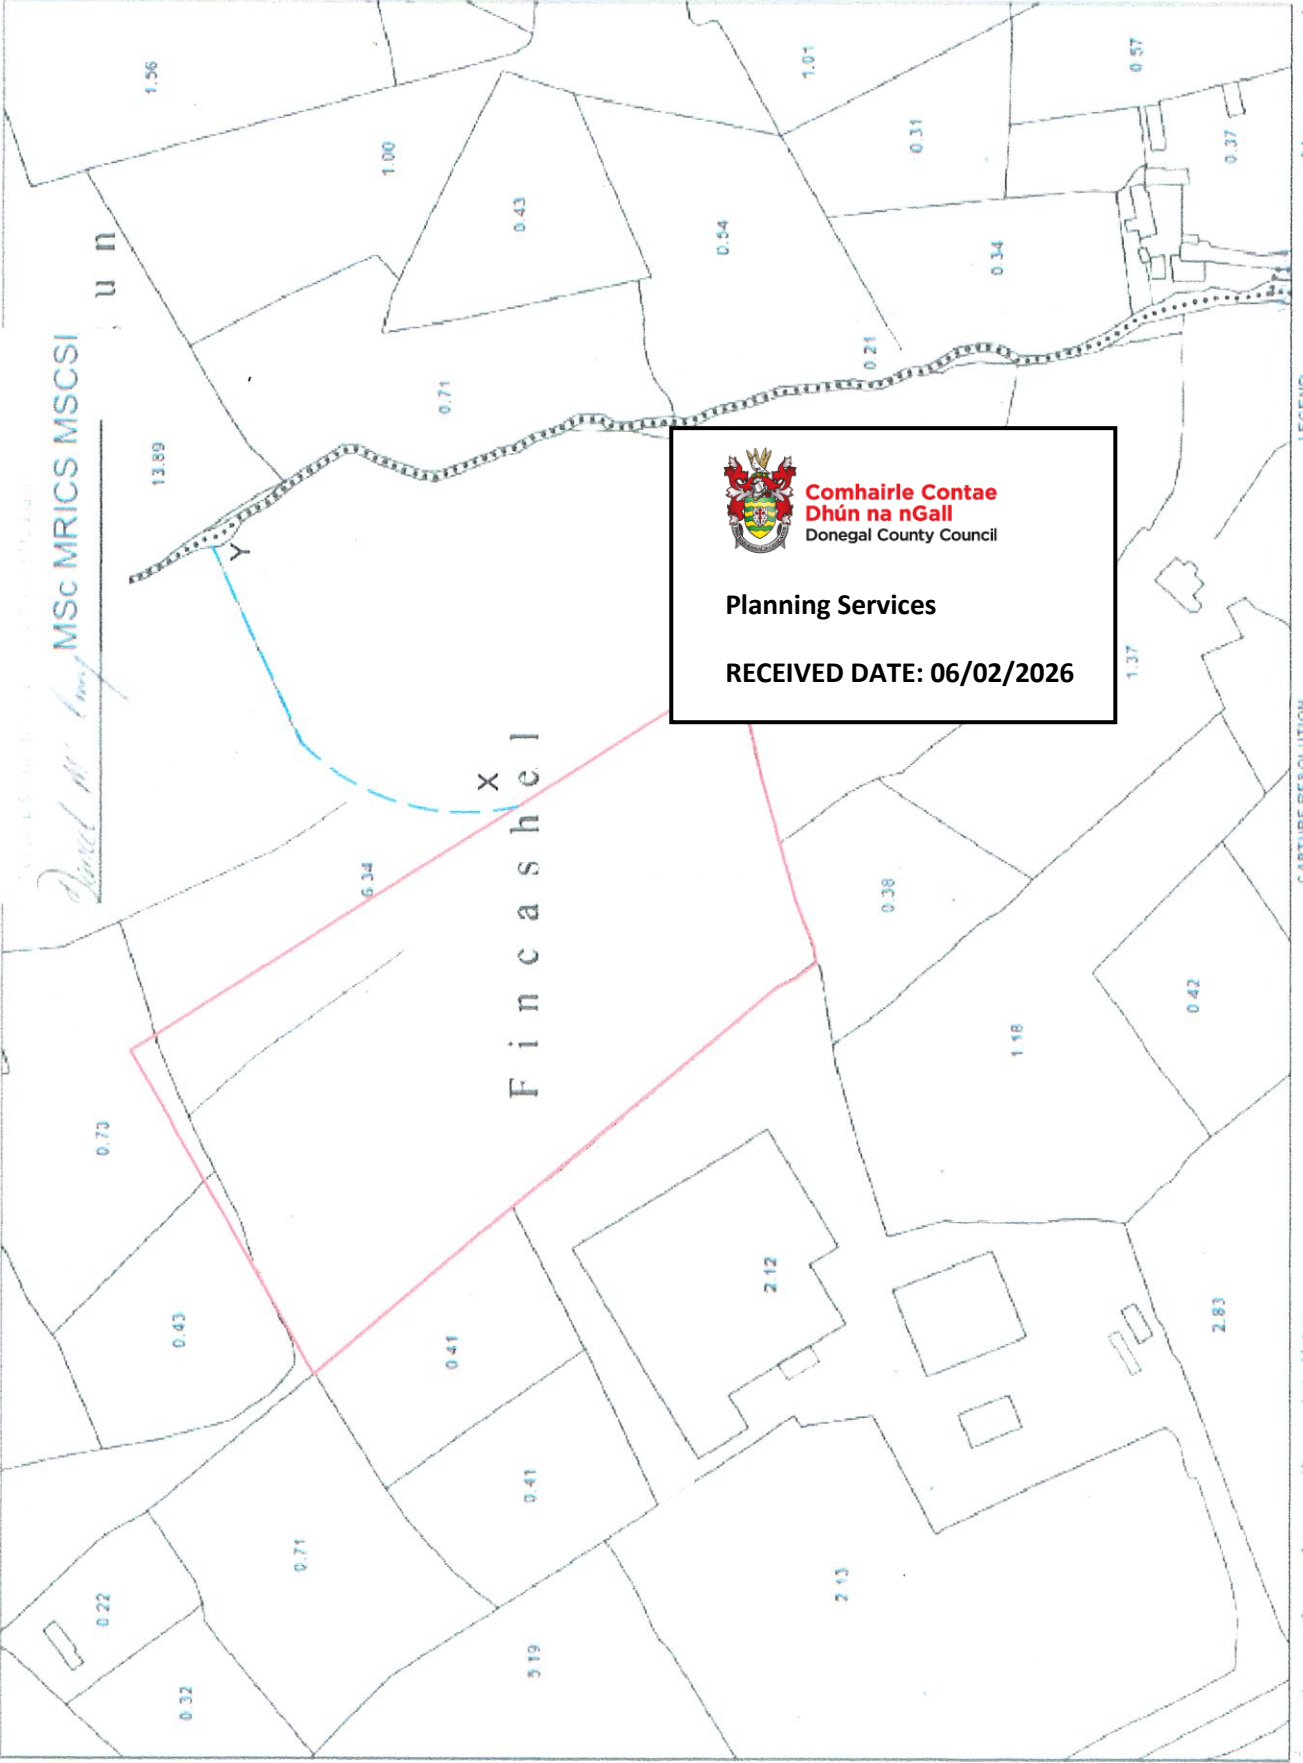 MSc MRICS MSCSI
u n
1.56
1.00
0.43
1.01
0.57
0.31
0.37
0.54
0.34
0.21
0.71
13.89
Y
X
6.34
Fincashel
Comhairle Contae
Dhún na nGall
Donegal County Council
Planning Services
RECEIVED DATE: 06/02/2026
1.37
0.38
0.42
1.18
0.73
0.43
0.41
2.12
2.83
0.41
0.71
0.22
0.32
5.19
2.13
LEGEND
CAPTURE RESOLUTION